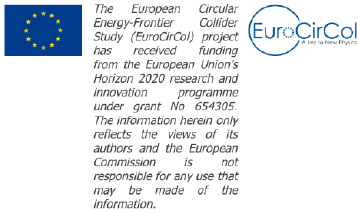 The European Circular
Energy-Frontier Collider
Study (EuroCirCol) project
has received funding
from the European Union's
Horizon 2020 research and
innovation programme
under grant No 654305.
The information herein only
reflects the views of its
authors and the European
Commission is not
responsible for any use that
may be made of the
information.
EuroCirCol
A key to New Physics